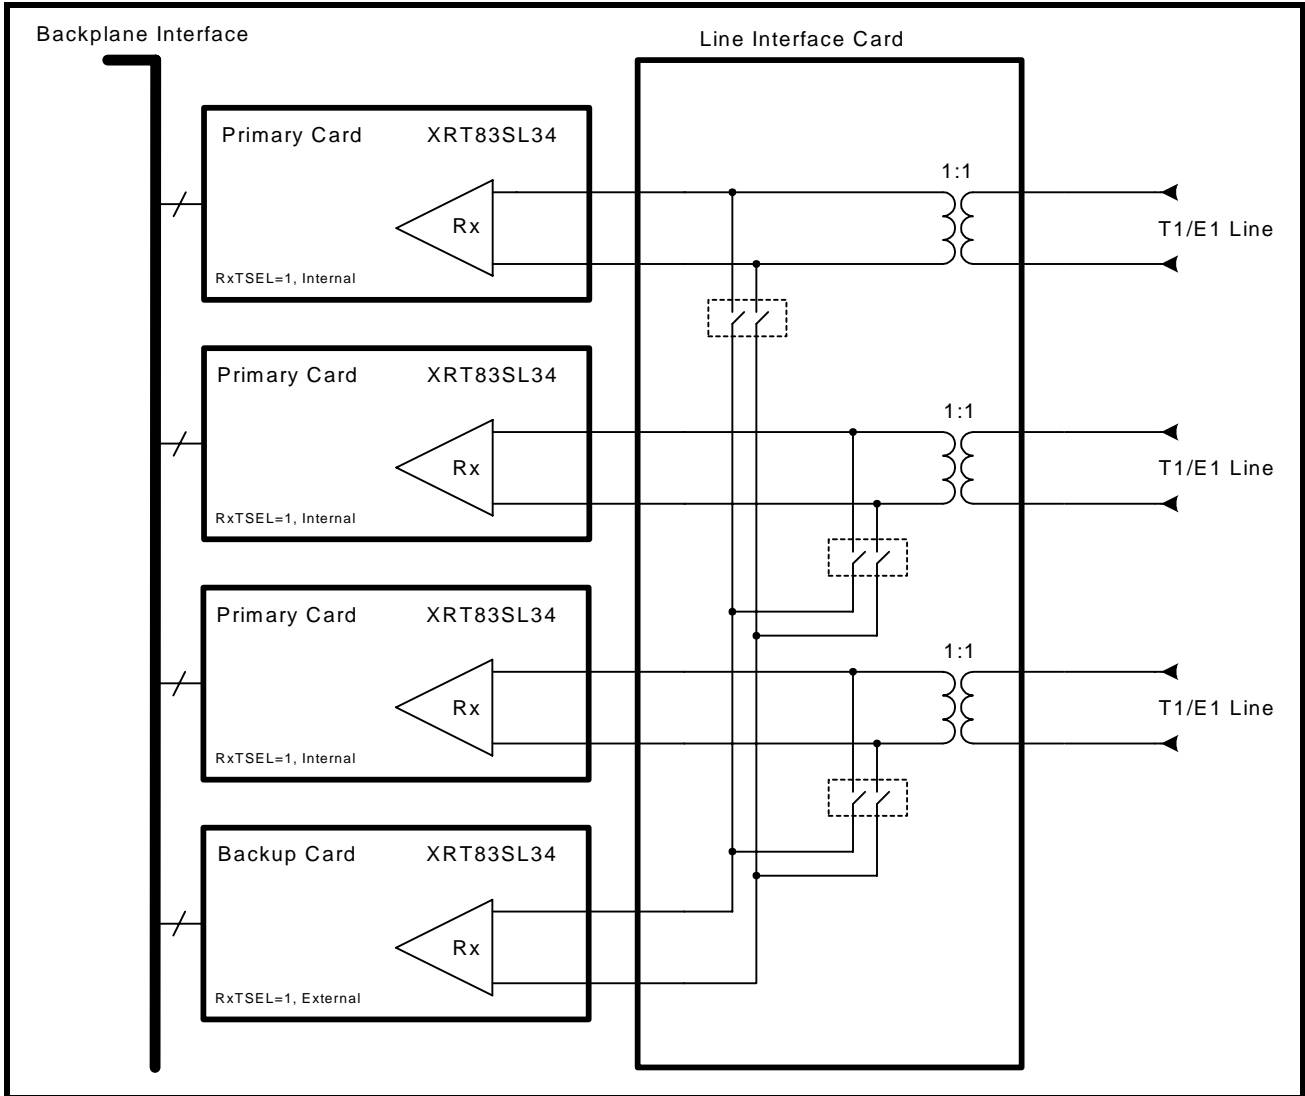 Backplane Interface
Line Interface Card
Primary Card XRT83SL34
1:1
Rx
T1/E1 Line
RxTSEL=1, Internal
Primary Card XRT83SL34
1:1
Rx
T1/E1 Line
RxTSEL=1, Internal
Primary Card XRT83SL34
1:1
Rx
T1/E1 Line
RxTSEL=1, Internal
Backup Card XRT83SL34
Rx
RxTSEL=1, External